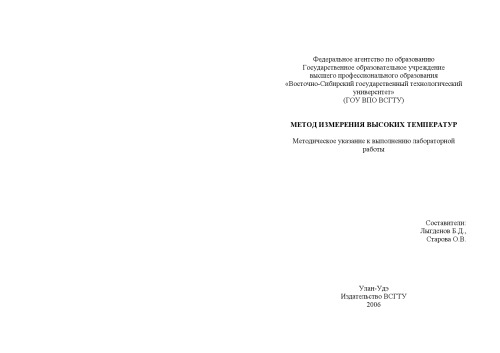 Федеральное агентство по образованию
Государственное образовательное учреждение
высшего профессионального образования
«Восточно-Сибирский государственный технологический
университет»
(ГОУ ВПО ВСГТУ)
МЕТОД ИЗМЕРЕНИЯ ВЫСОКИХ ТЕМПЕРАТУР
Методическое указание к выполнению лабораторной
работы
Составители:
Лыгденов Б.Д.,
Старова О.В.
Улан-Удэ
Издательство ВСГТУ
2006